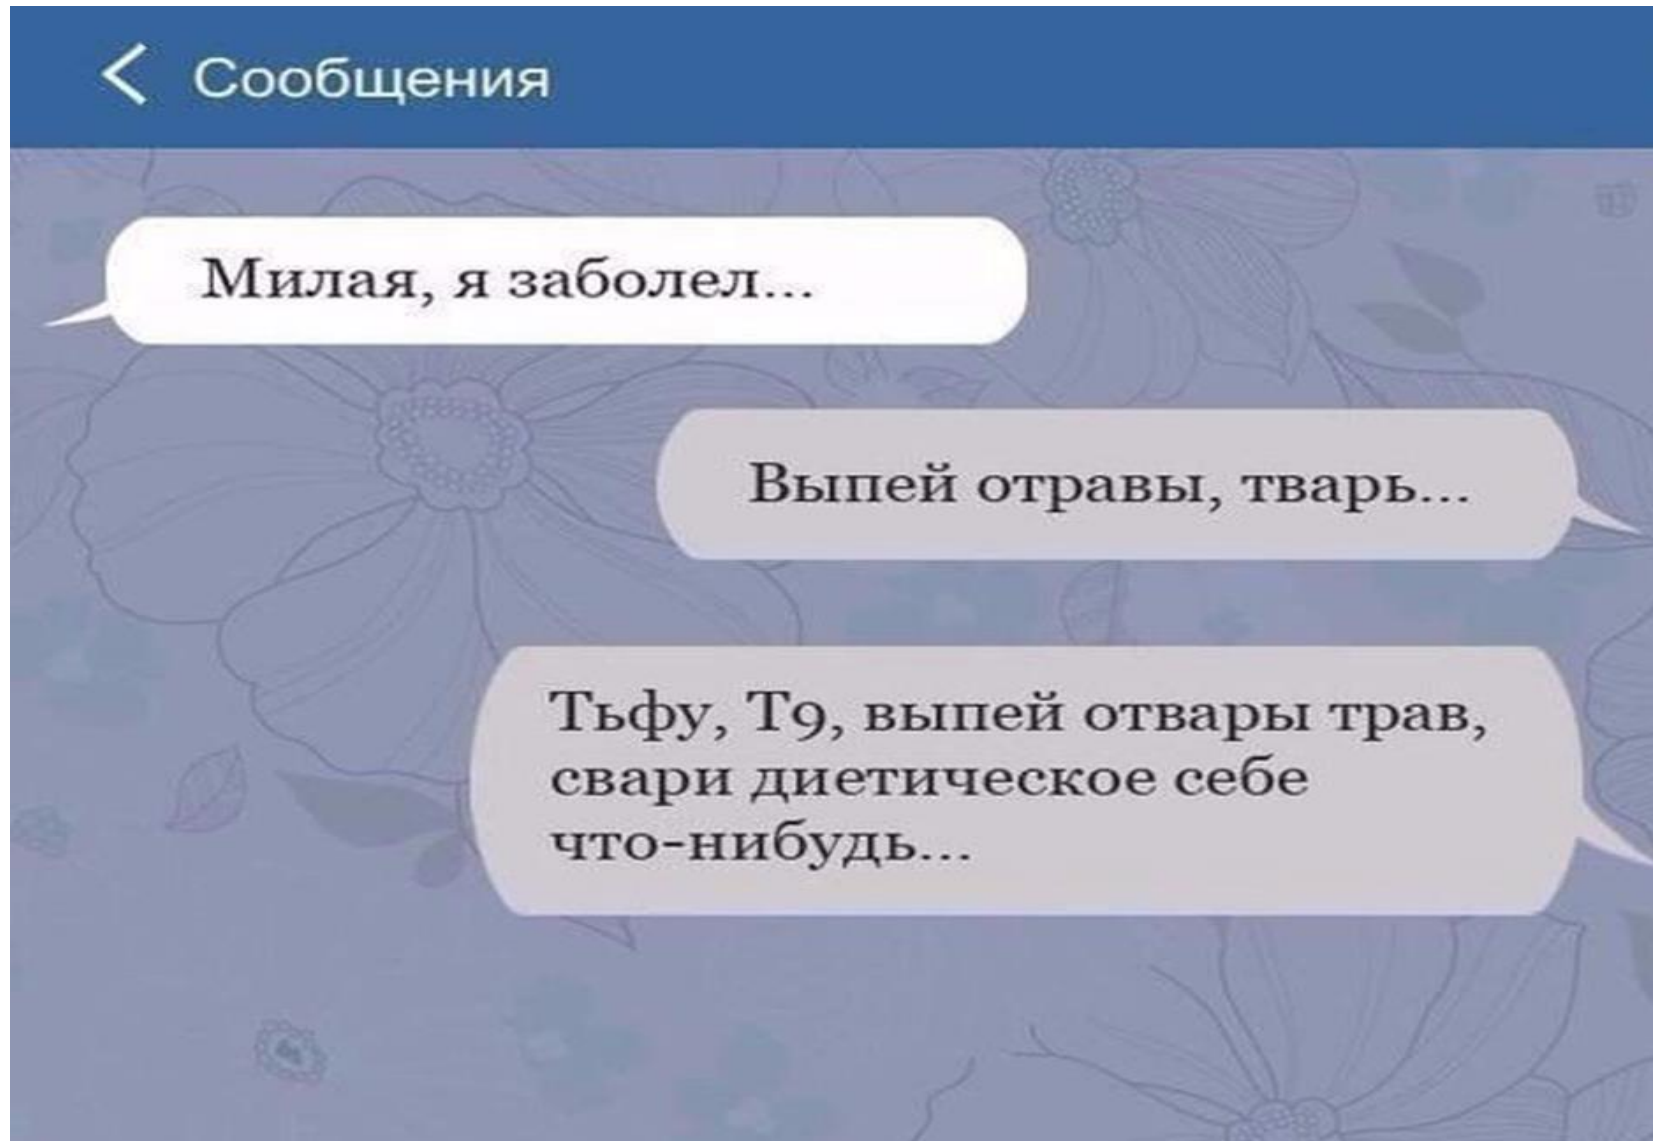 Сообщения
Милая, я заболел...
Выпей отравы, тварь...
Тьфу, Т9, выпей отвары трав,
свари диетическое себе
что-нибудь...